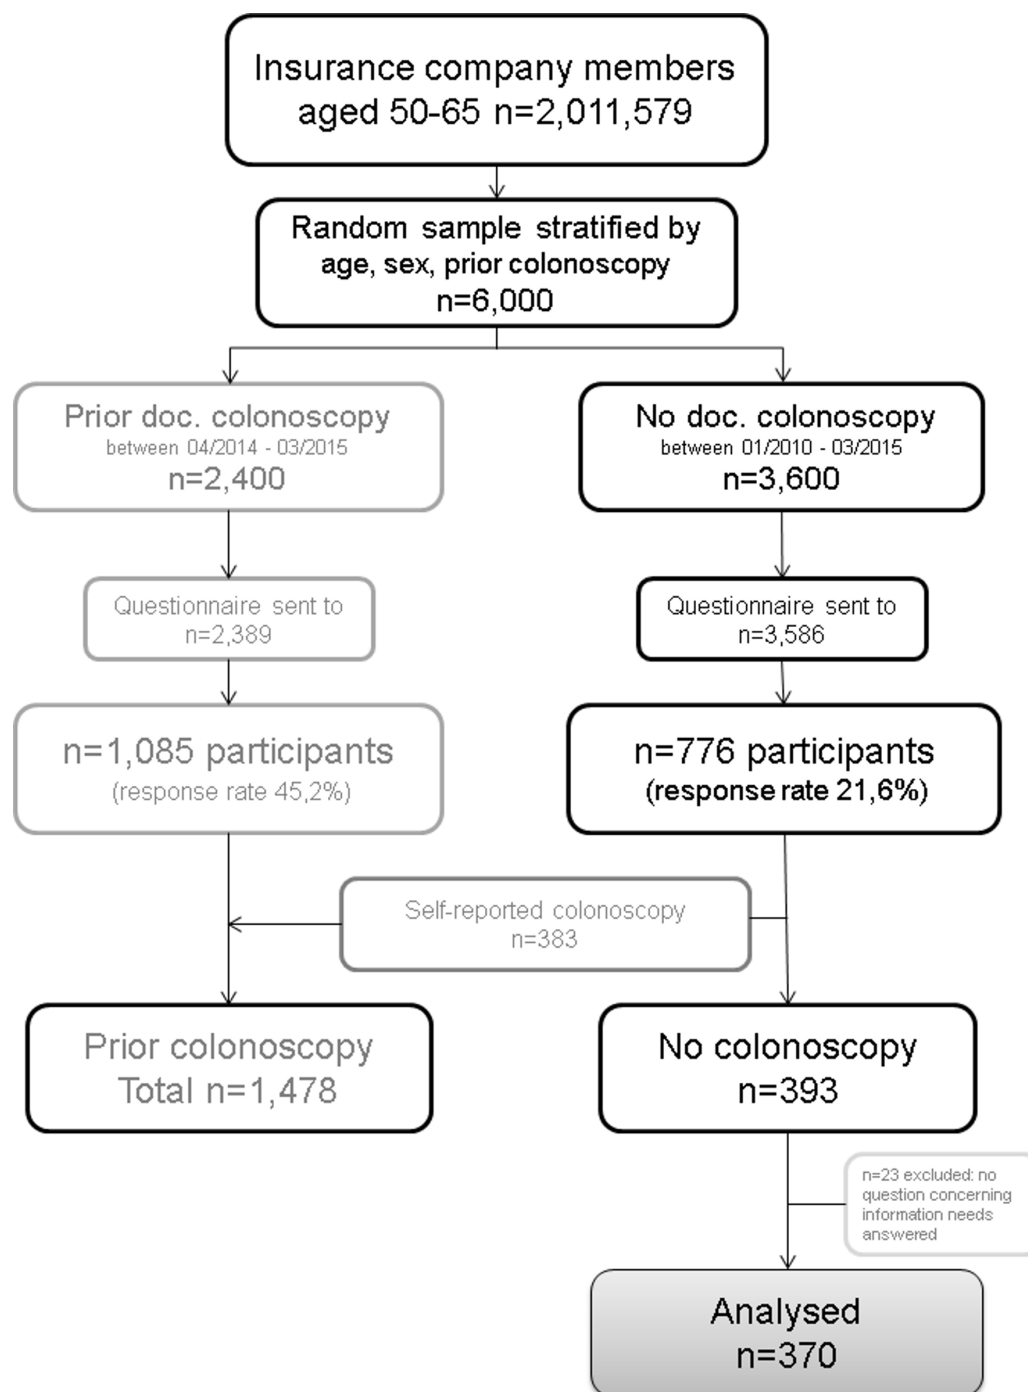 Insurance company members
aged 50-65 n=2,011,579
Random sample stratified by
age, sex, prior colonoscopy
n=6,000
Prior doc. colonoscopy
between 04/2014 - 03/2015
n=2,400
No doc. colonoscopy
between 01/2010 - 03/2015
n=3,600
Questionnaire sent to
n=2,389
Questionnaire sent to
n=3,586
n=1,085 participants
(response rate 45,2%)
n=776 participants
(response rate 21,6%)
Self-reported colonoscopy
n=383
Prior colonoscopy
Total n=1,478
No colonoscopy
n=393
n=23 excluded: no
question concerning
information needs
answered
Analysed
n=370